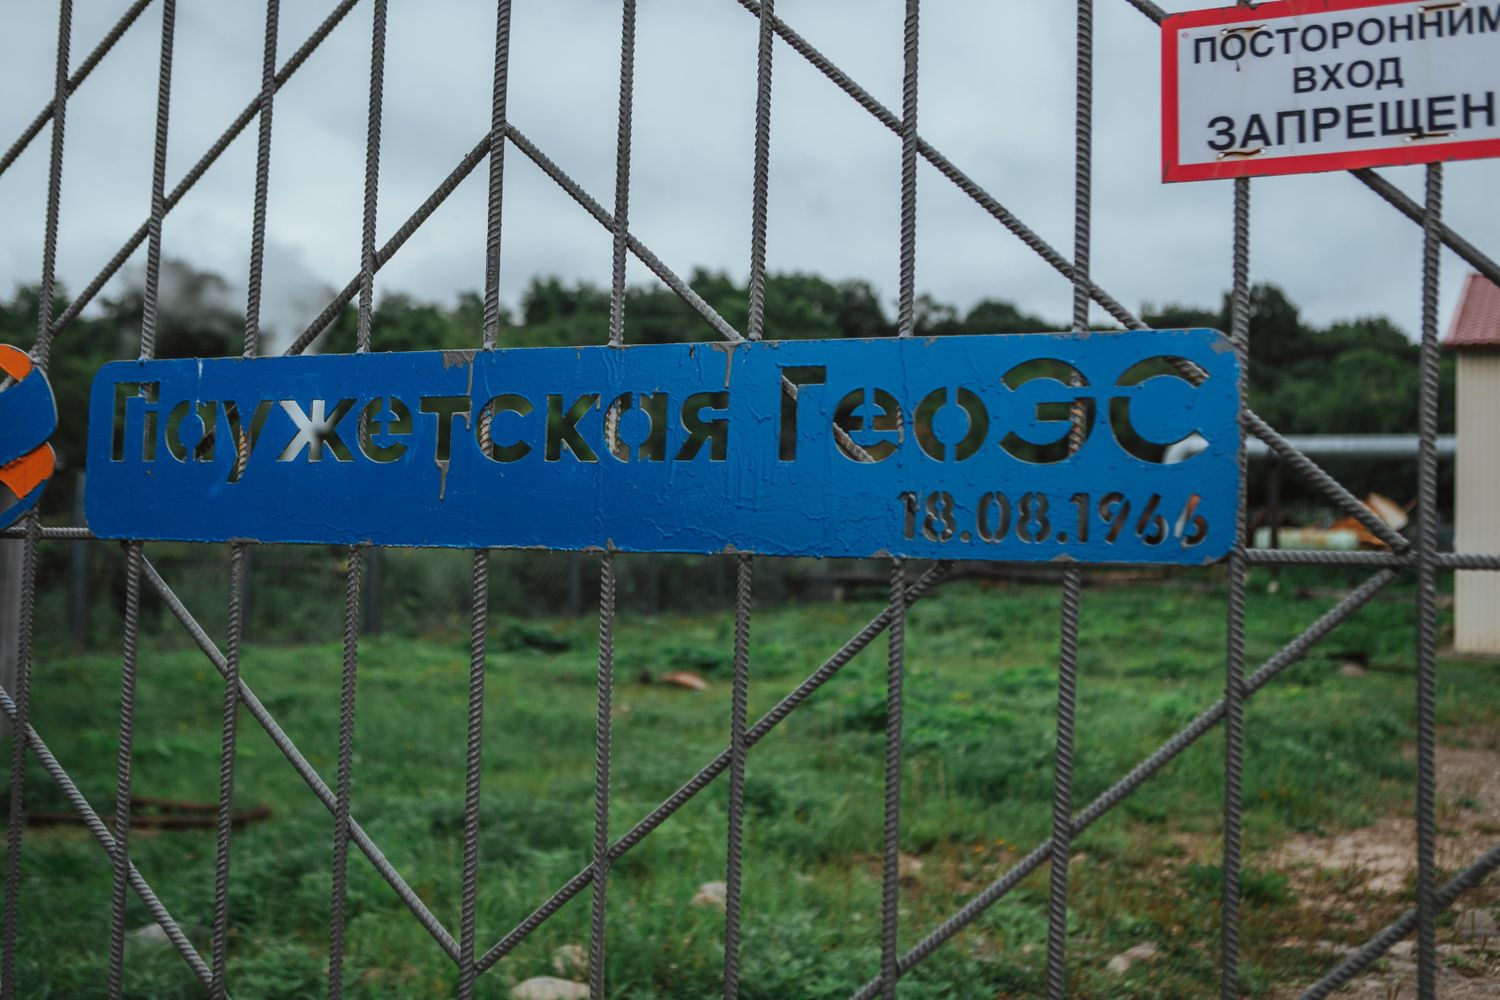 ПОСТОРОННИМ
ВХОД
ЗАПРЕЩЕН
Паужетская ГеоЭС
18.08.1966